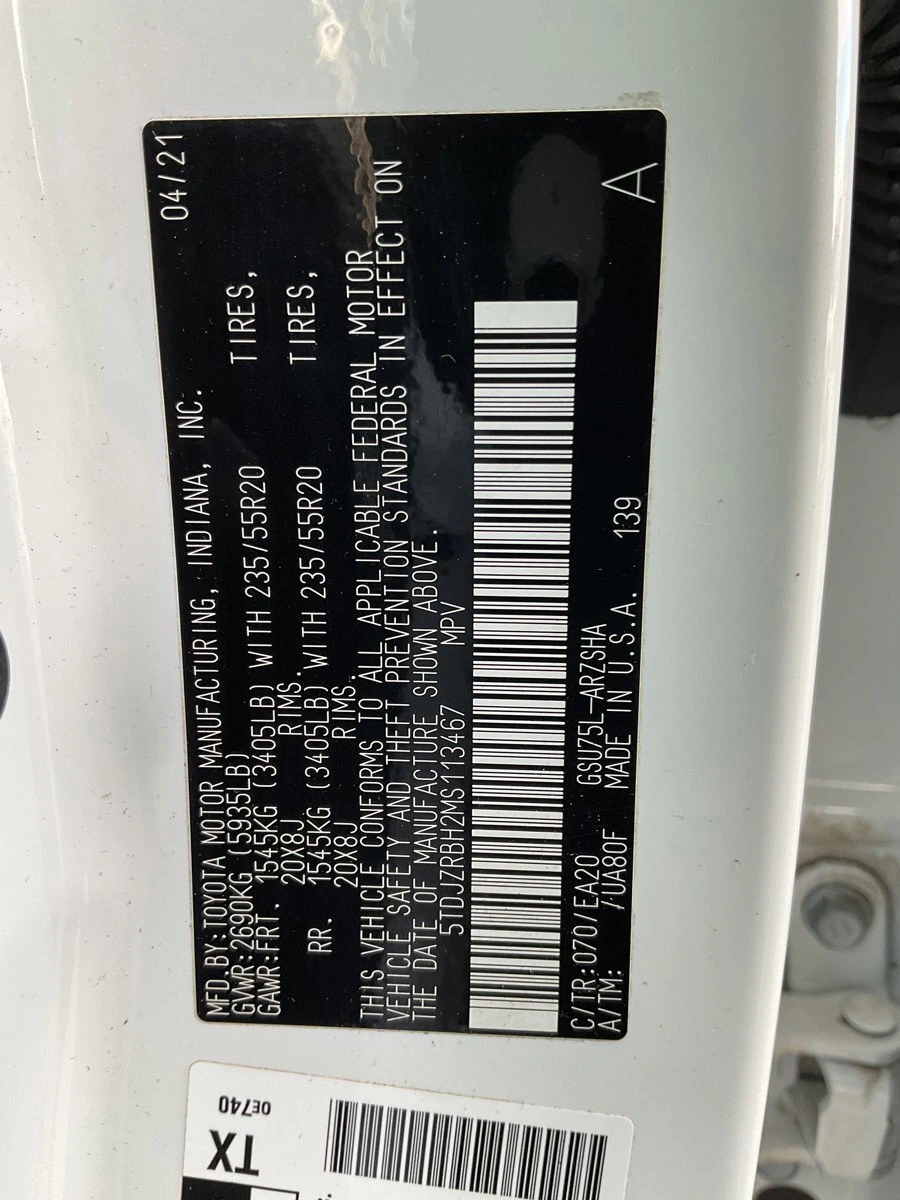 MFD.BY:TOYOTA MOTOR MANUFACTURING, INDIANA, INC. 04/21
GVWR:2690KG (5935LB)
GAWR:FRT. 1545KG (3405LB) WITH 235/55R20 TIRES,
20X8J RIMS.
RR. 1545KG (3405LB) WITH 235/55R20 TIRES,
20X8J RIMS.
THIS VEHICLE CONFORMS TO ALL APPLICABLE FEDERAL MOTOR
VEHICLE SAFETY AND THEFT PREVENTION STANDARDS IN EFFECT ON
THE DATE OF MANUFACTURE SHOWN ABOVE.
5TDJZRBH2MS113467 MPV
C/TR:070/EA20 GSU75L-ARZSHA 139 A
A/TM: /UA80F MADE IN U.S.A.
0E740
TX